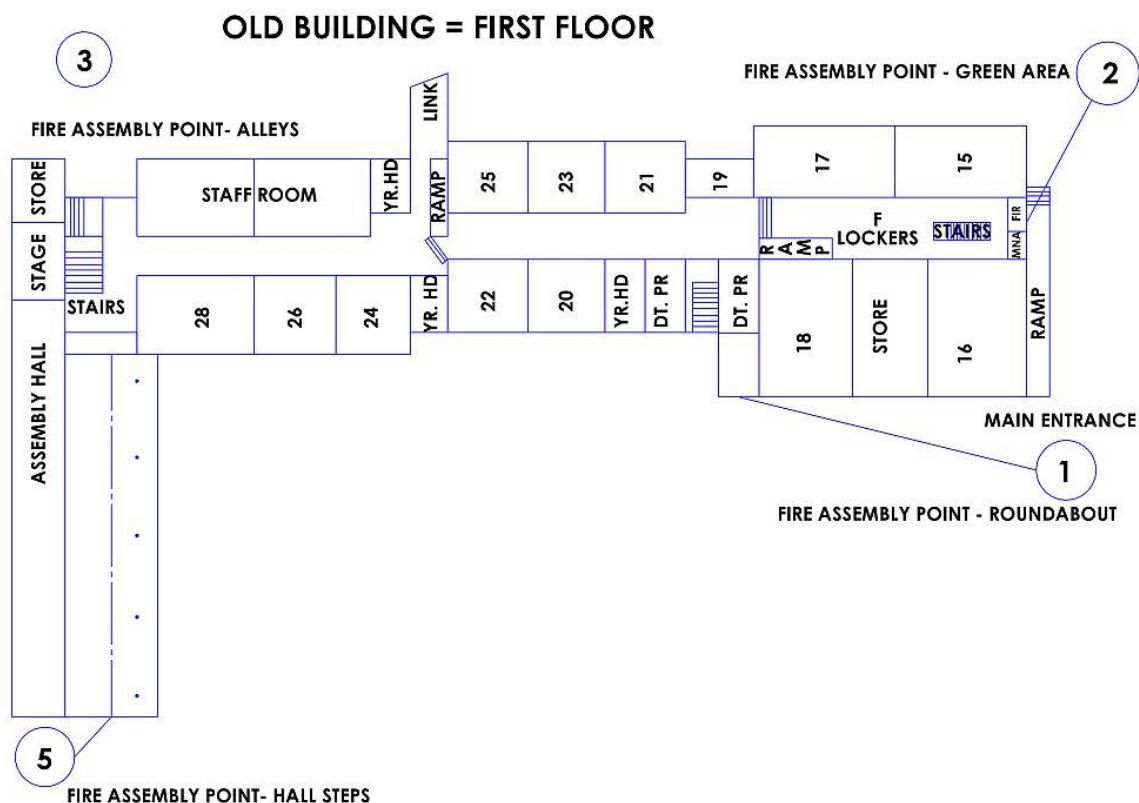 OLD BUILDING = FIRST FLOOR
3
2
FIRE ASSEMBLY POINT - GREEN AREA
FIRE ASSEMBLY POINT- ALLEYS
LINK
STORE
STAFF ROOM
YR.HD
RAMP
25
23
21
19
17
15
F
LOCKERS
STAIRS
FIR
MNA
RAMP
STAGE
STAIRS
28
26
24
YR. HD
22
20
YR.HD
DT. PR
DT. PR
18
STORE
16
RAMP
ASSEMBLY HALL
MAIN ENTRANCE
1
FIRE ASSEMBLY POINT - ROUNDABOUT
5
FIRE ASSEMBLY POINT- HALL STEPS